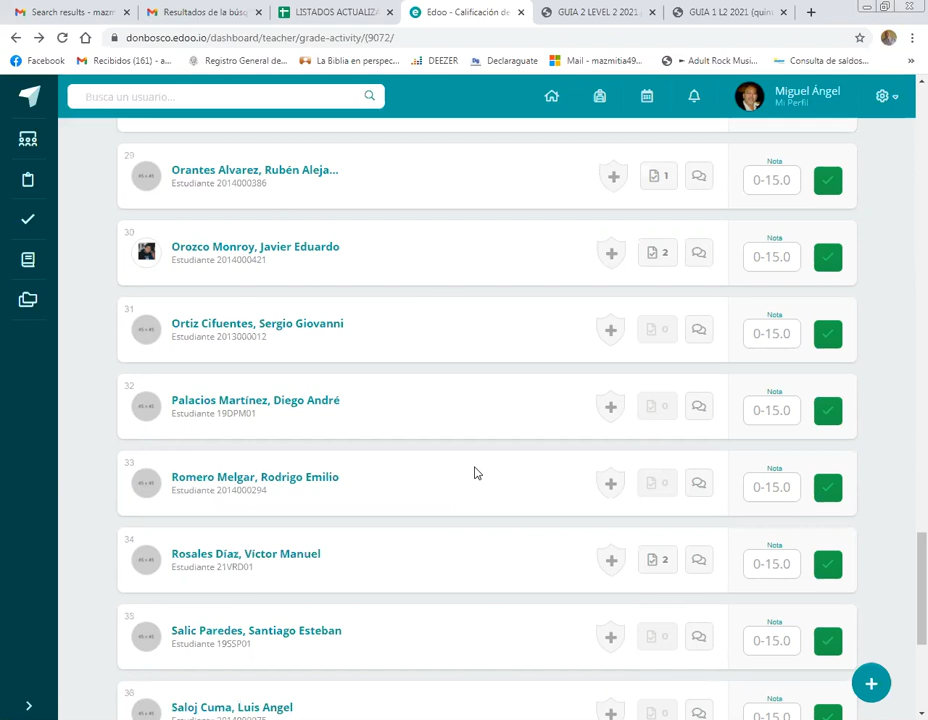 Search results - mazm
Resultados de la búsq
LISTADOS ACTUALIZA
Edoo - Calificación de
GUIA 2 LEVEL 2 2021
GUIA 1 L2 2021 (quin
donbosco.edoo.io/dashboard/teacher/grade-activity/(9072/
Facebook
Recibidos (161) - a...
Registro General de...
La Biblia en perspec...
DEEZER
Declaraguate
Mail - mazmitia49...
► Adult Rock Musi...
Consulta de saldos...
»
Busca un usuario...
Miguel Ángel
Mi Perfil
29
Orantes Alvarez, Rubén Aleja...
Estudiante 2014000386
1
Nota
0-15.0
30
Orozco Monroy, Javier Eduardo
Estudiante 2014000421
2
Nota
0-15.0
31
Ortiz Cifuentes, Sergio Giovanni
Estudiante 2013000012
0
Nota
0-15.0
32
Palacios Martínez, Diego André
Estudiante 19DPM01
0
Nota
0-15.0
33
Romero Melgar, Rodrigo Emilio
Estudiante 2014000294
0
Nota
0-15.0
34
Rosales Díaz, Víctor Manuel
Estudiante 21VRD01
2
Nota
0-15.0
35
Salic Paredes, Santiago Esteban
Estudiante 19SSP01
0
Nota
0-15.0
36
Saloj Cuma, Luis Angel
0
Nota
0-15.0